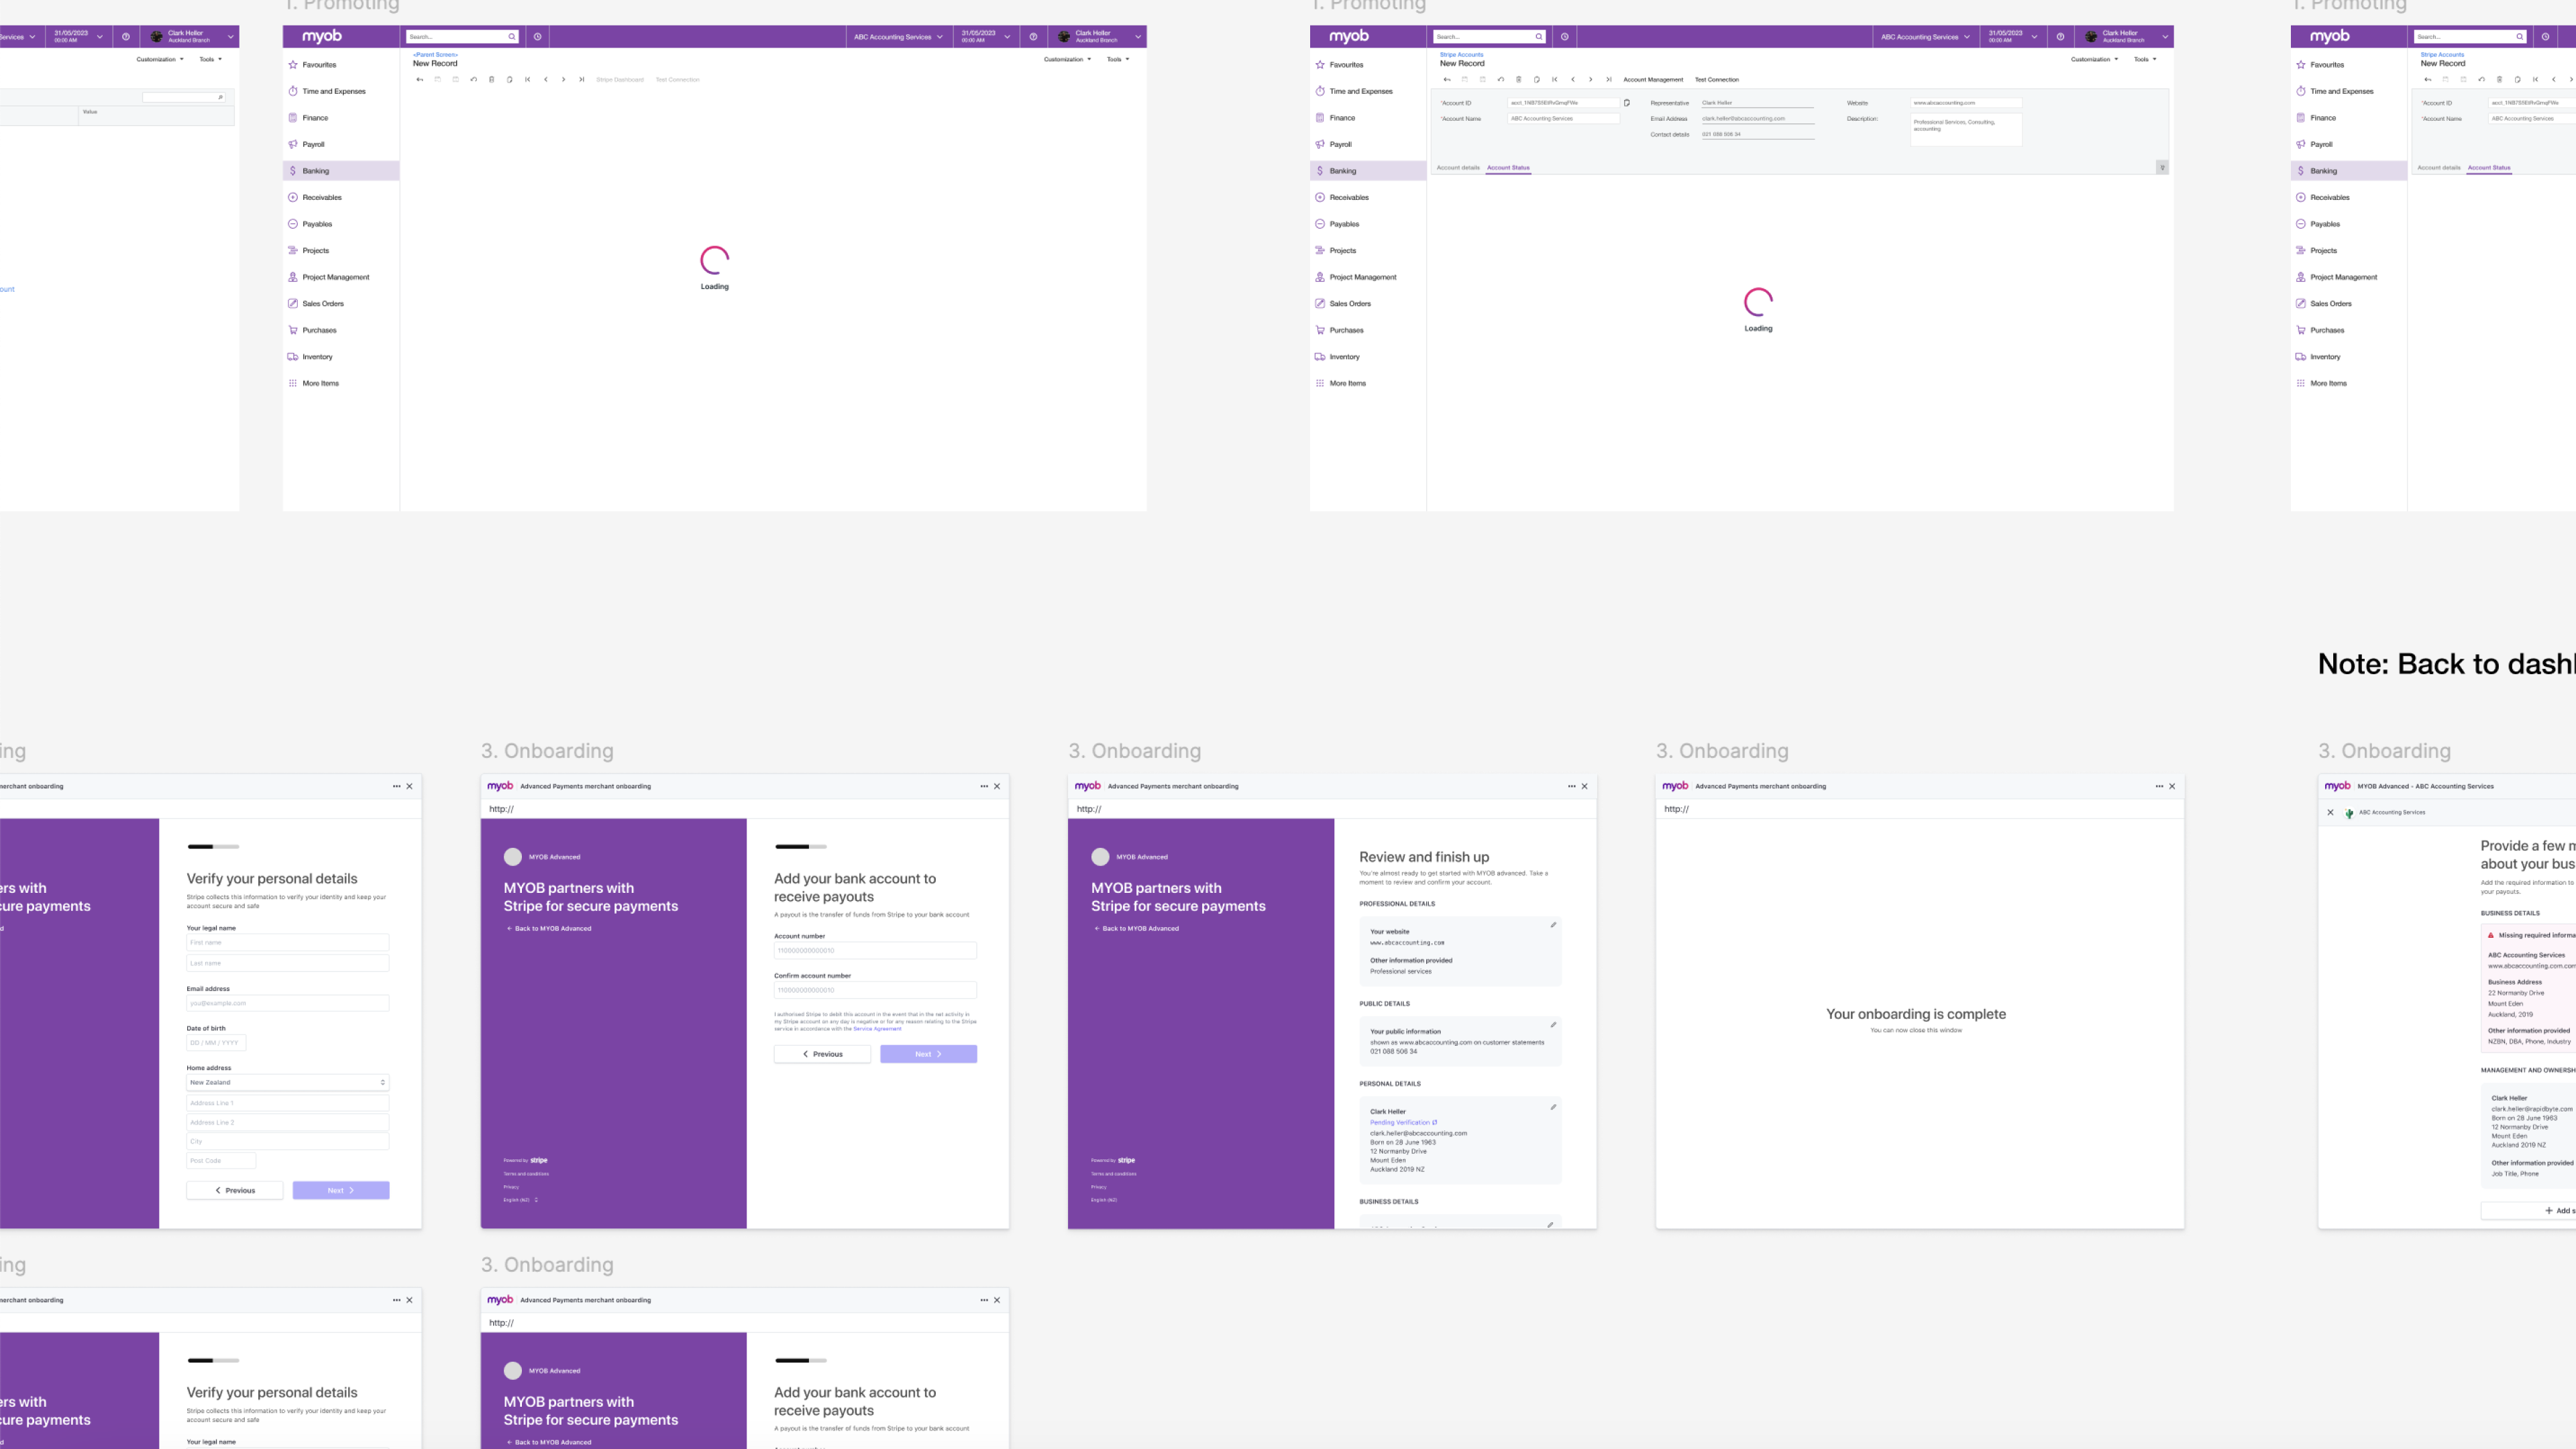 1. Promoting
1. Promoting
1. Promoting
Services
31/05/2023
00:00 AM
Clark Heller
Auckland Branch
Customization
Tools
Value
ount
myob
Search...
ABC Accounting Services
31/05/2023
00:00 AM
Clark Heller
Auckland Branch
<Parent Screen>
New Record
Customization
Tools
Stripe Dashboard
Test Connection
Favourites
Time and Expenses
Finance
Payroll
Banking
Receivables
Payables
Projects
Project Management
Sales Orders
Purchases
Inventory
More Items
Loading
myob
Search...
ABC Accounting Services
31/05/2023
00:00 AM
Clark Heller
Auckland Branch
Stripe Accounts
New Record
Customization
Tools
Account Management
Test Connection
*Account ID
*Account Name
ABC Accounting Services
Representative
Clark Heller
Email Address
clark.heller@abcaccounting.com
Contact details
021 088 506 34
Website
www.abcaccounting.com
Description:
Professional Services, Consulting,
accounting
Account details
Account Status
Favourites
Time and Expenses
Finance
Payroll
Banking
Receivables
Payables
Projects
Project Management
Sales Orders
Purchases
Inventory
More Items
Loading
myob
Search...
Stripe Accounts
New Record
*Account ID
*Account Name
ABC Accounting Services
Account details
Account Status
Favourites
Time and Expenses
Finance
Payroll
Banking
Receivables
Payables
Projects
Project Management
Sales Orders
Purchases
Inventory
More Items
Note: Back to dashl
ing
merchant onboarding
ers with
cure payments
d
Verify your personal details
Stripe collects this information to verify your identity and keep your
account secure and safe
Your legal name
First name
Last name
Email address
you@example.com
Date of birth
DD / MM / YYYY
Home address
New Zealand
Address Line 1
Address Line 2
City
Post Code
Previous
Next
3. Onboarding
myob Advanced Payments merchant onboarding
http://
MYOB Advanced
MYOB partners with
Stripe for secure payments
← Back to MYOB Advanced
Powered by stripe
Terms and conditions
Privacy
English (NZ)
Add your bank account to
receive payouts
A payout is the transfer of funds from Stripe to your bank account
Account number
110000000000010
Confirm account number
110000000000010
I authorised Stripe to debit this account in the event that in the net activity in
my Stripe account on any day is negative or for any reason relating to the Stripe
service in accordance with the Service Agreement
Previous
Next
3. Onboarding
myob Advanced Payments merchant onboarding
http://
MYOB Advanced
MYOB partners with
Stripe for secure payments
← Back to MYOB Advanced
Powered by stripe
Terms and conditions
Privacy
English (NZ)
Review and finish up
You're almost ready to get started with MYOB advanced. Take a
moment to review and confirm your account.
PROFESSIONAL DETAILS
Your website
www.abcaccounting.com
Other information provided
Professional services
PUBLIC DETAILS
Your public information
shown as www.abcaccounting.com on customer statements
021 088 506 34
PERSONAL DETAILS
Clark Heller
Pending Verification
clark.heller@abcaccounting.com
Born on 28 June 1963
12 Normanby Drive
Mount Eden
Auckland 2019 NZ
BUSINESS DETAILS
3. Onboarding
myob Advanced Payments merchant onboarding
http://
Your onboarding is complete
You can now close this window
3. Onboarding
myob MYOB Advanced - ABC Accounting Services
ABC Accounting Services
Provide a few m
about your bus
Add the required information to
your payouts.
BUSINESS DETAILS
Missing required informa
ABC Accounting Services
www.abcaccounting.com.com
Business Address
22 Normanby Drive
Mount Eden
Auckland, 2019
Other information provided
NZBN, DBA, Phone, Industry
MANAGEMENT AND OWNERSH
Clark Heller
clark.heller@rapidbyte.com
Born on 28 June 1963
12 Normanby Drive
Mount Eden
Auckland 2019 NZ
Other information provided
Job Title, Phone
+ Add s
ing
merchant onboarding
ers with
cure payments
d
Verify your personal details
Stripe collects this information to verify your identity and keep your
account secure and safe
Your legal name
3. Onboarding
myob Advanced Payments merchant onboarding
http://
MYOB Advanced
MYOB partners with
Stripe for secure payments
← Back to MYOB Advanced
Add your bank account to
receive payouts
A payout is the transfer of funds from Stripe to your bank account